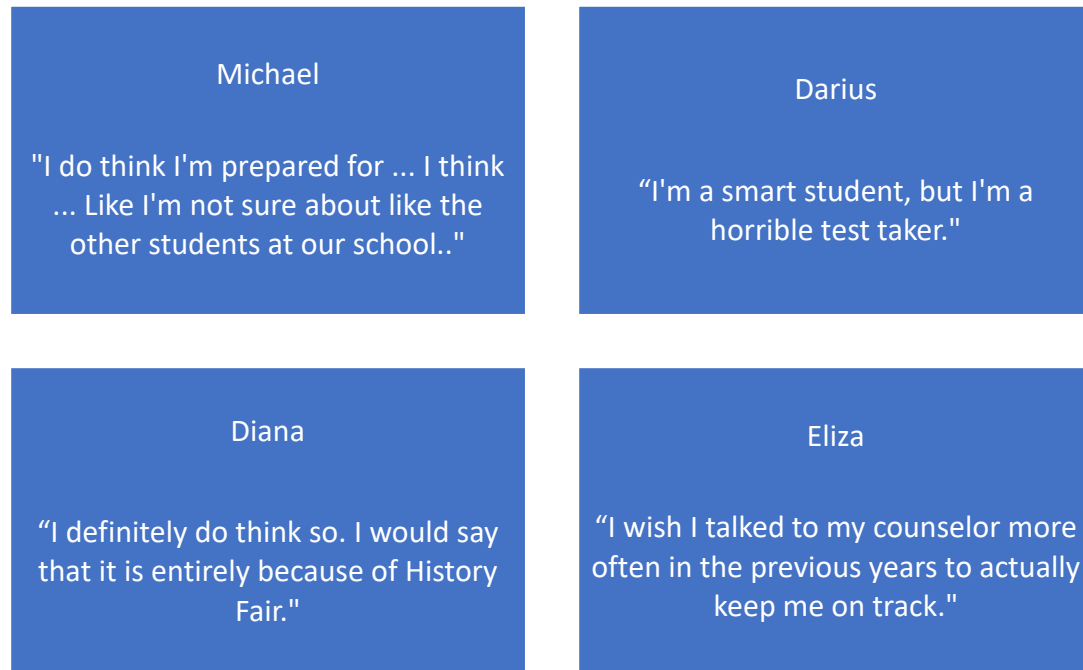 Michael
"I do think I'm prepared for ... I think
... Like I'm not sure about like the
other students at our school.."
Darius
“I'm a smart student, but I'm a
horrible test taker."
Diana
“I definitely do think so. I would say
that it is entirely because of History
Fair."
Eliza
“I wish I talked to my counselor more
often in the previous years to actually
keep me on track."